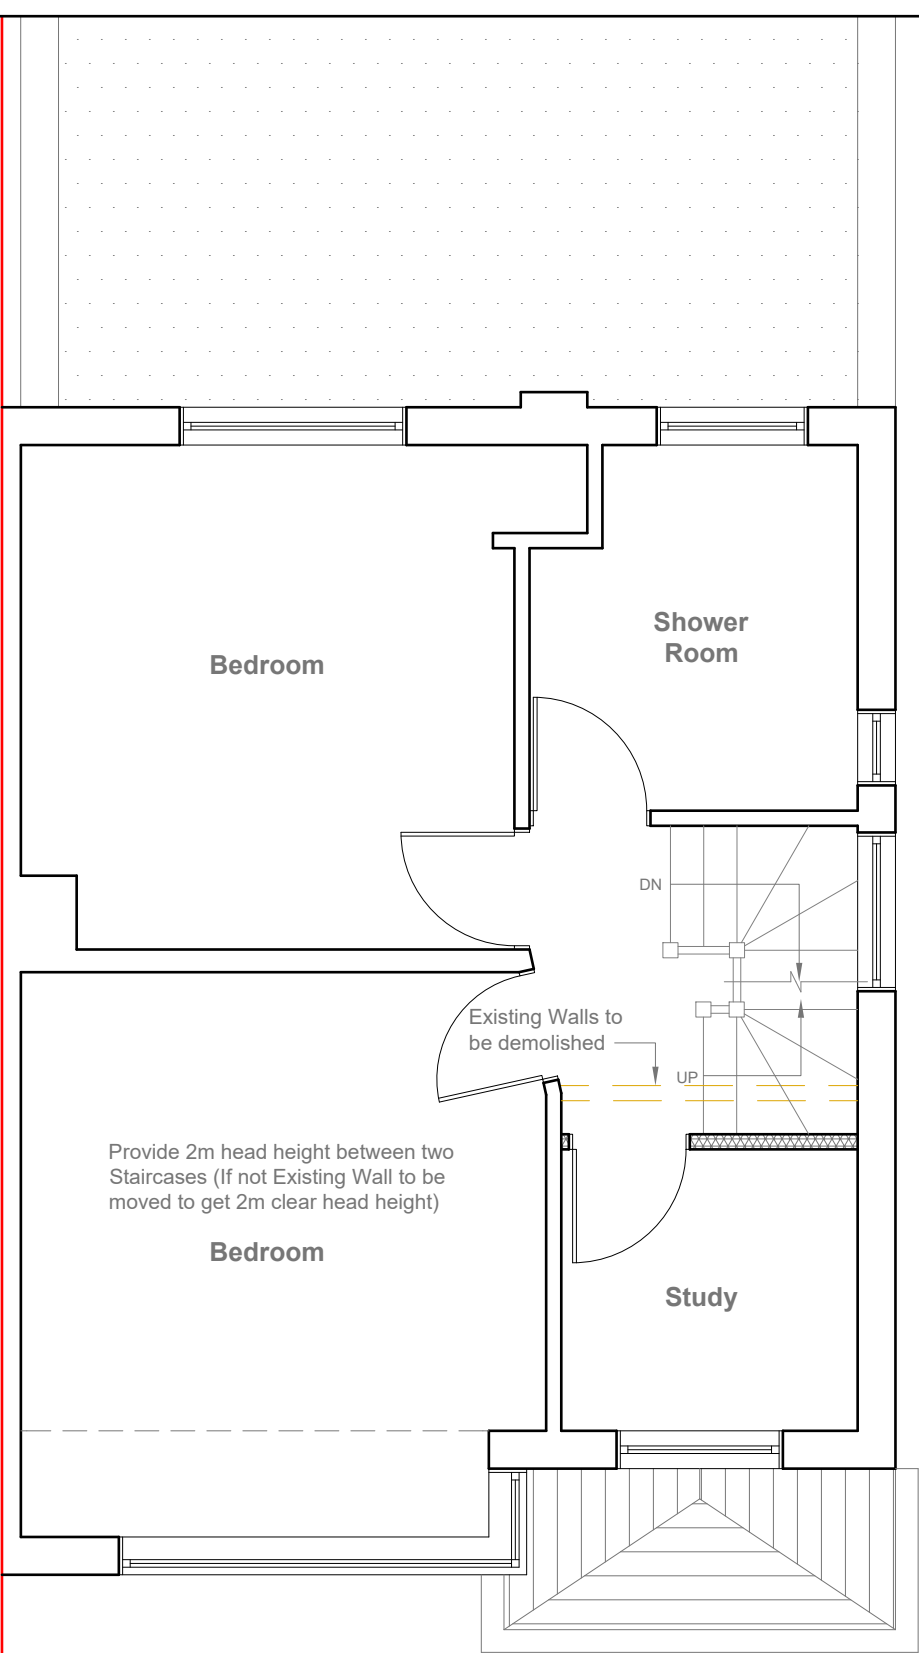 Shower
Room
Bedroom
DN
Existing Walls to
be demolished
UP
Provide 2m head height between two
Staircases (If not Existing Wall to be
moved to get 2m clear head height)
Bedroom
Study